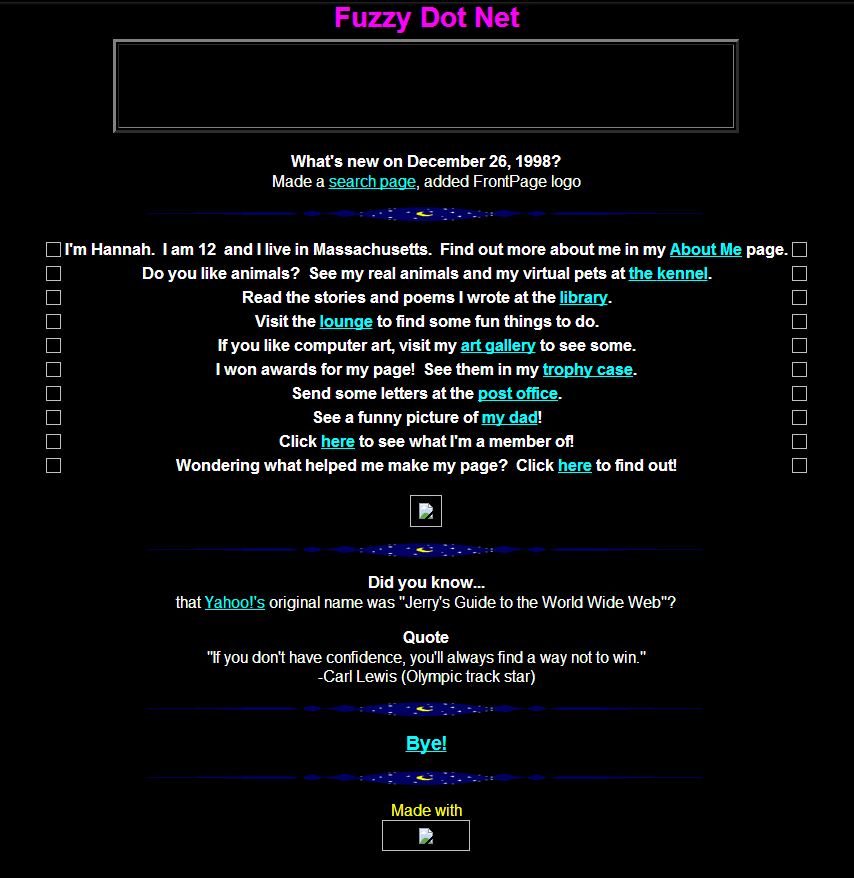 Fuzzy Dot Net
What's new on December 26, 1998?
Made a search page, added FrontPage logo
I'm Hannah.  I am 12  and I live in Massachusetts.  Find out more about me in my About Me page.
Do you like animals?  See my real animals and my virtual pets at the kennel.
Read the stories and poems I wrote at the library.
Visit the lounge to find some fun things to do.
If you like computer art, visit my art gallery to see some.
I won awards for my page!  See them in my trophy case.
Send some letters at the post office.
See a funny picture of my dad!
Click here to see what I'm a member of!
Wondering what helped me make my page?  Click here to find out!
Did you know...
that Yahoo!'s original name was "Jerry's Guide to the World Wide Web"?
Quote
"If you don't have confidence, you'll always find a way not to win."
-Carl Lewis (Olympic track star)
Bye!
Made with